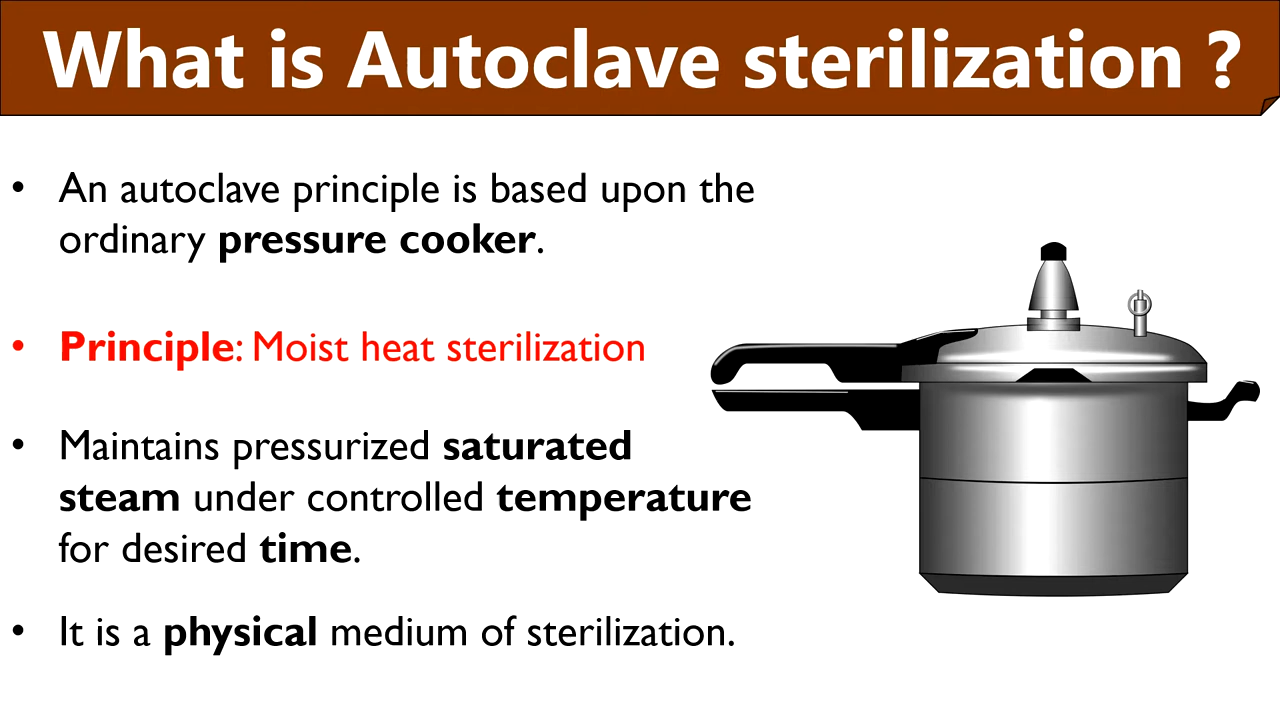 What is Autoclave sterilization ?
• An autoclave principle is based upon the
ordinary pressure cooker.
• Principle: Moist heat sterilization
• Maintains pressurized saturated
steam under controlled temperature
for desired time.
• It is a physical medium of sterilization.